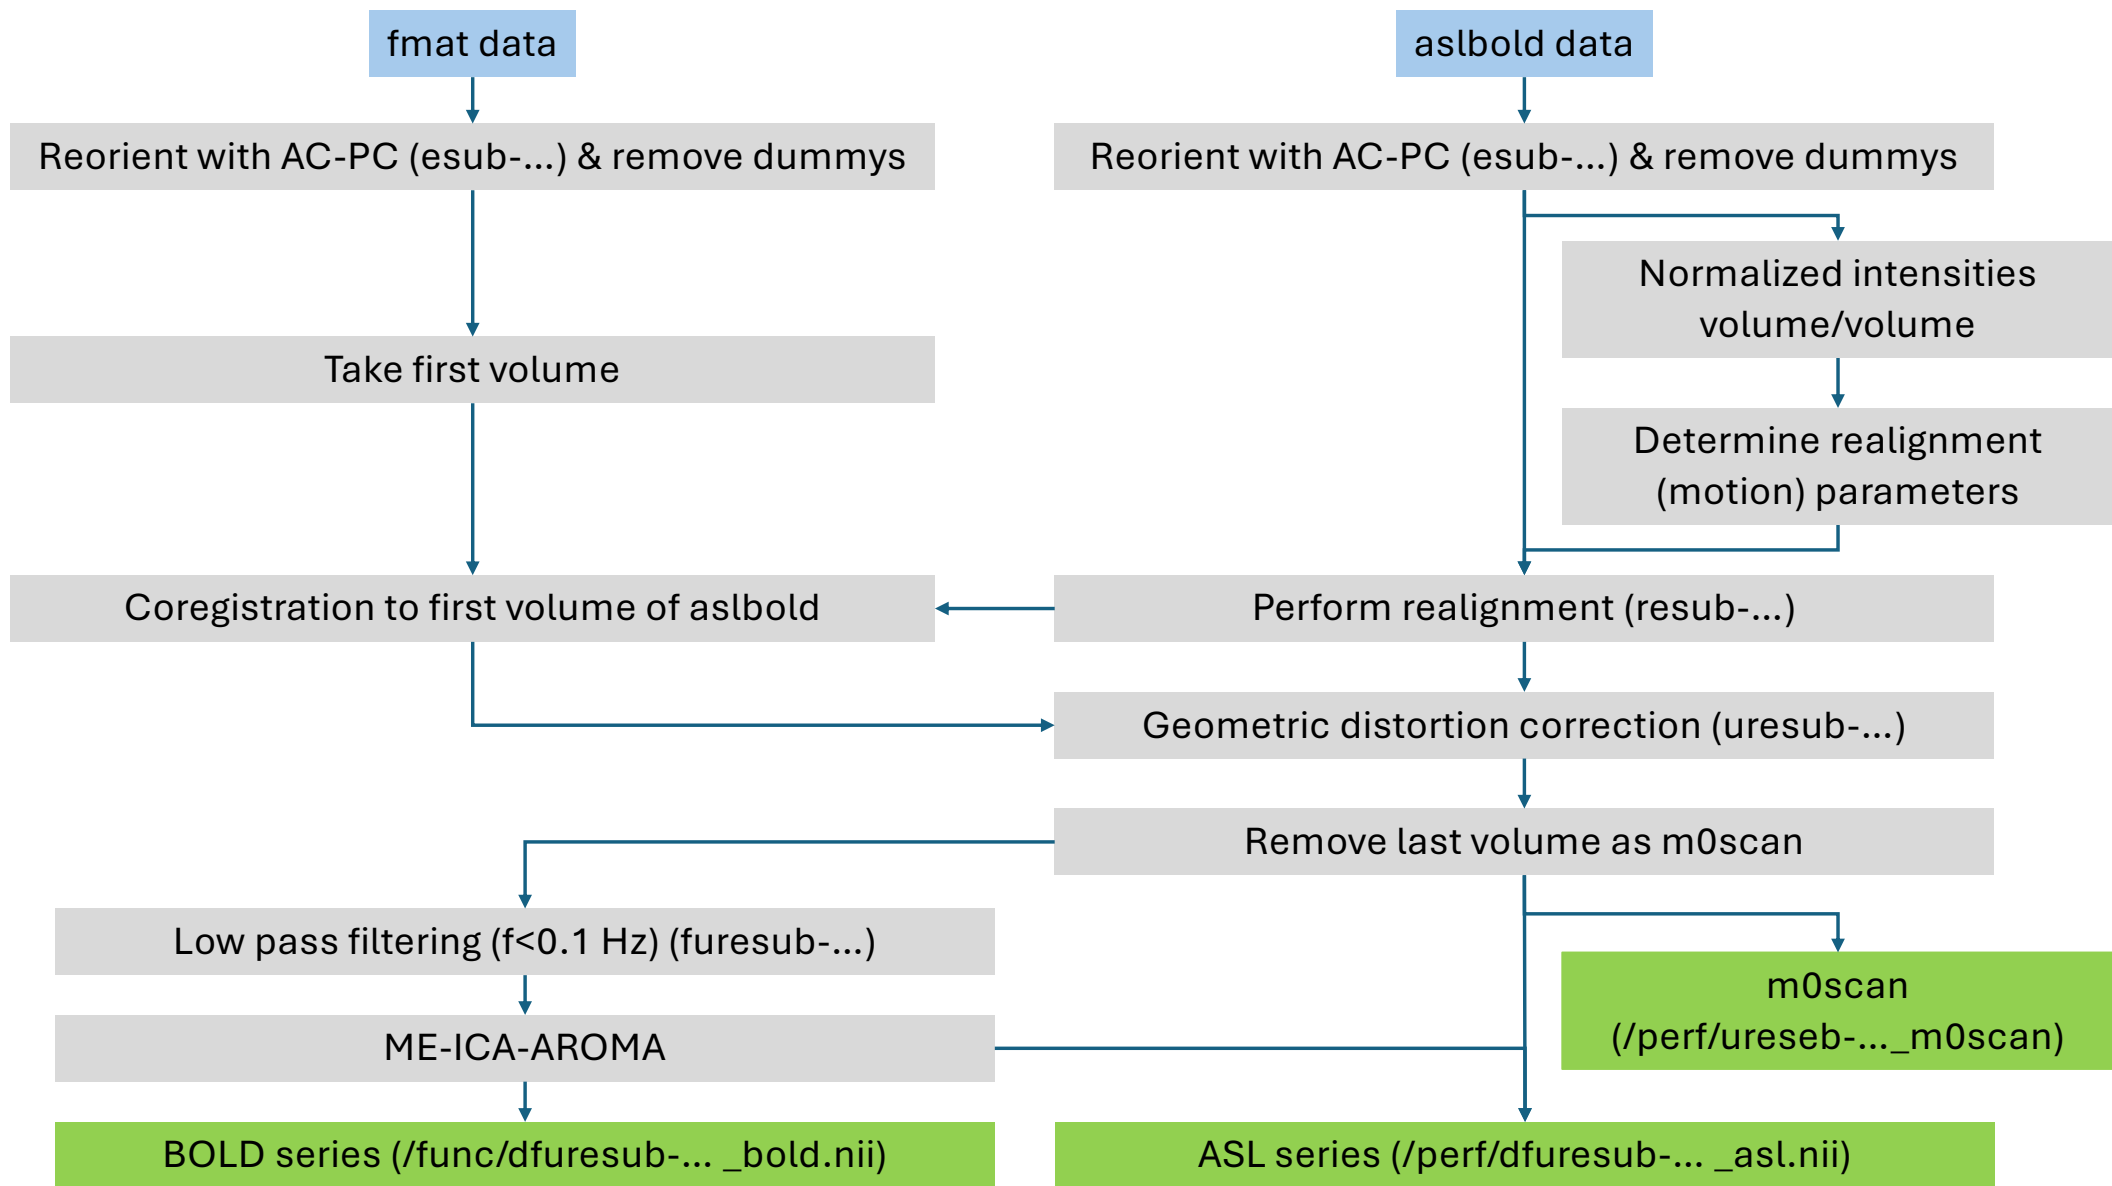 fmat data
aslbold data
Reorient with AC-PC (esub-...) & remove dummys
Reorient with AC-PC (esub-...) & remove dummys
Normalized intensities
volume/volume
Take first volume
Determine realignment
(motion) parameters
Coregistration to first volume of aslbold
Perform realignment (resub-...)
Geometric distortion correction (uresub-...)
Remove last volume as m0scan
Low pass filtering (f<0.1 Hz) (furesub-...)
m0scan
(/perf/ureseb-..._m0scan)
ME-ICA-AROMA
BOLD series (/func/dfuresub-... _bold.nii)
ASL series (/perf/dfuresub-... _asl.nii)